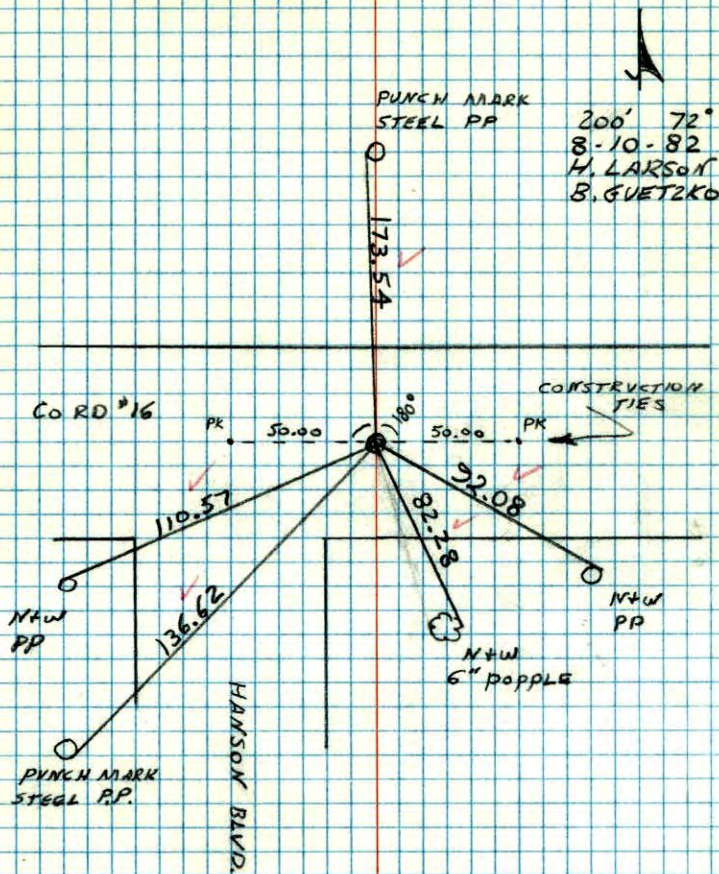 PUNCH MARK
STEEL PP
200' 72°
8-10-82
H. LARSON
B. GUETZKO
173.54
CO RD #16
CONSTRUCTION
TIES
PK 50.00 180° 50.00 PK
110.57
92.08
82.28
136.62
N+W
PP
N+W
PP
N+W
6" POPPLE
HANSON BLVD.
PUNCH MARK
STEEL P.P.